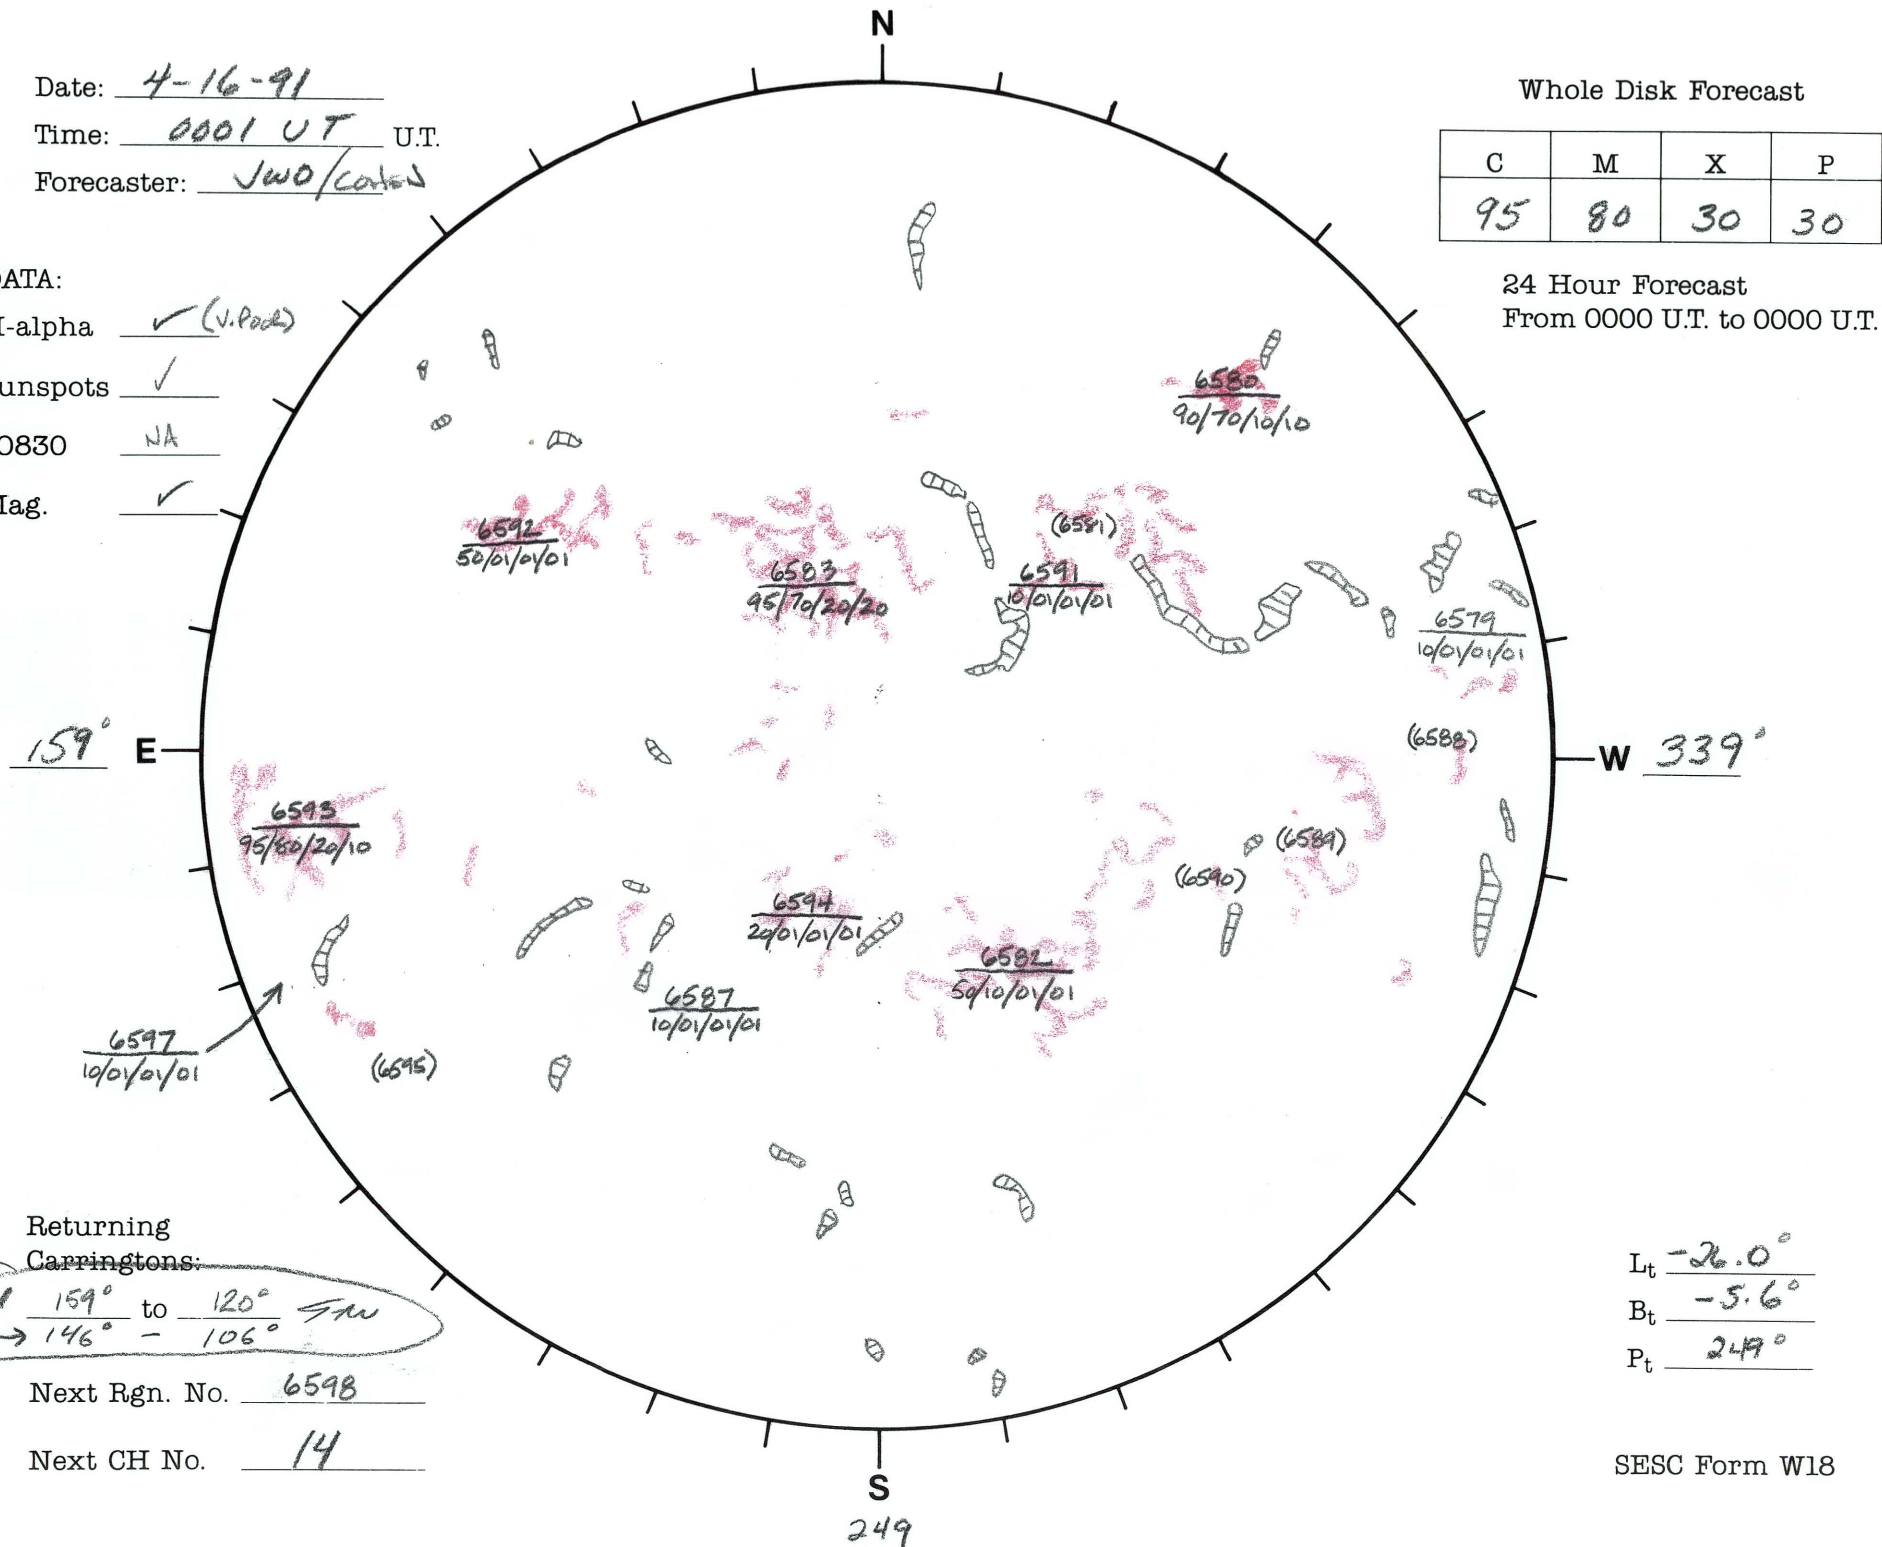 N
Date: 4-16-91
Time: 0001 UT U.T.
Forecaster: JWO/
Whole Disk Forecast
C M X P
95 80 30 30
24 Hour Forecast
From 0000 U.T. to 0000 U.T.
DATA:
H-alpha ✓
unspots ✓
0830 NA
Mag. ✓
6580
90/70/10/10
6592
50/01/01/01
(6581)
6583
95/70/20/20
6591
10/01/01/01
6579
10/01/01/01
159° E
(6588)
W 339°
6593
95/80/20/10
(6589)
(6590)
6594
20/01/01/01
6582
50/10/01/01
6587
10/01/01/01
6597
10/01/01/01
(6595)
Returning
Carringtons:
159° to 120°
→ 146° - 106°
Next Rgn. No. 6598
Next CH No. 14
Lt -26.0°
Bt -5.6°
Pt 249°
SESC Form W18
S
249